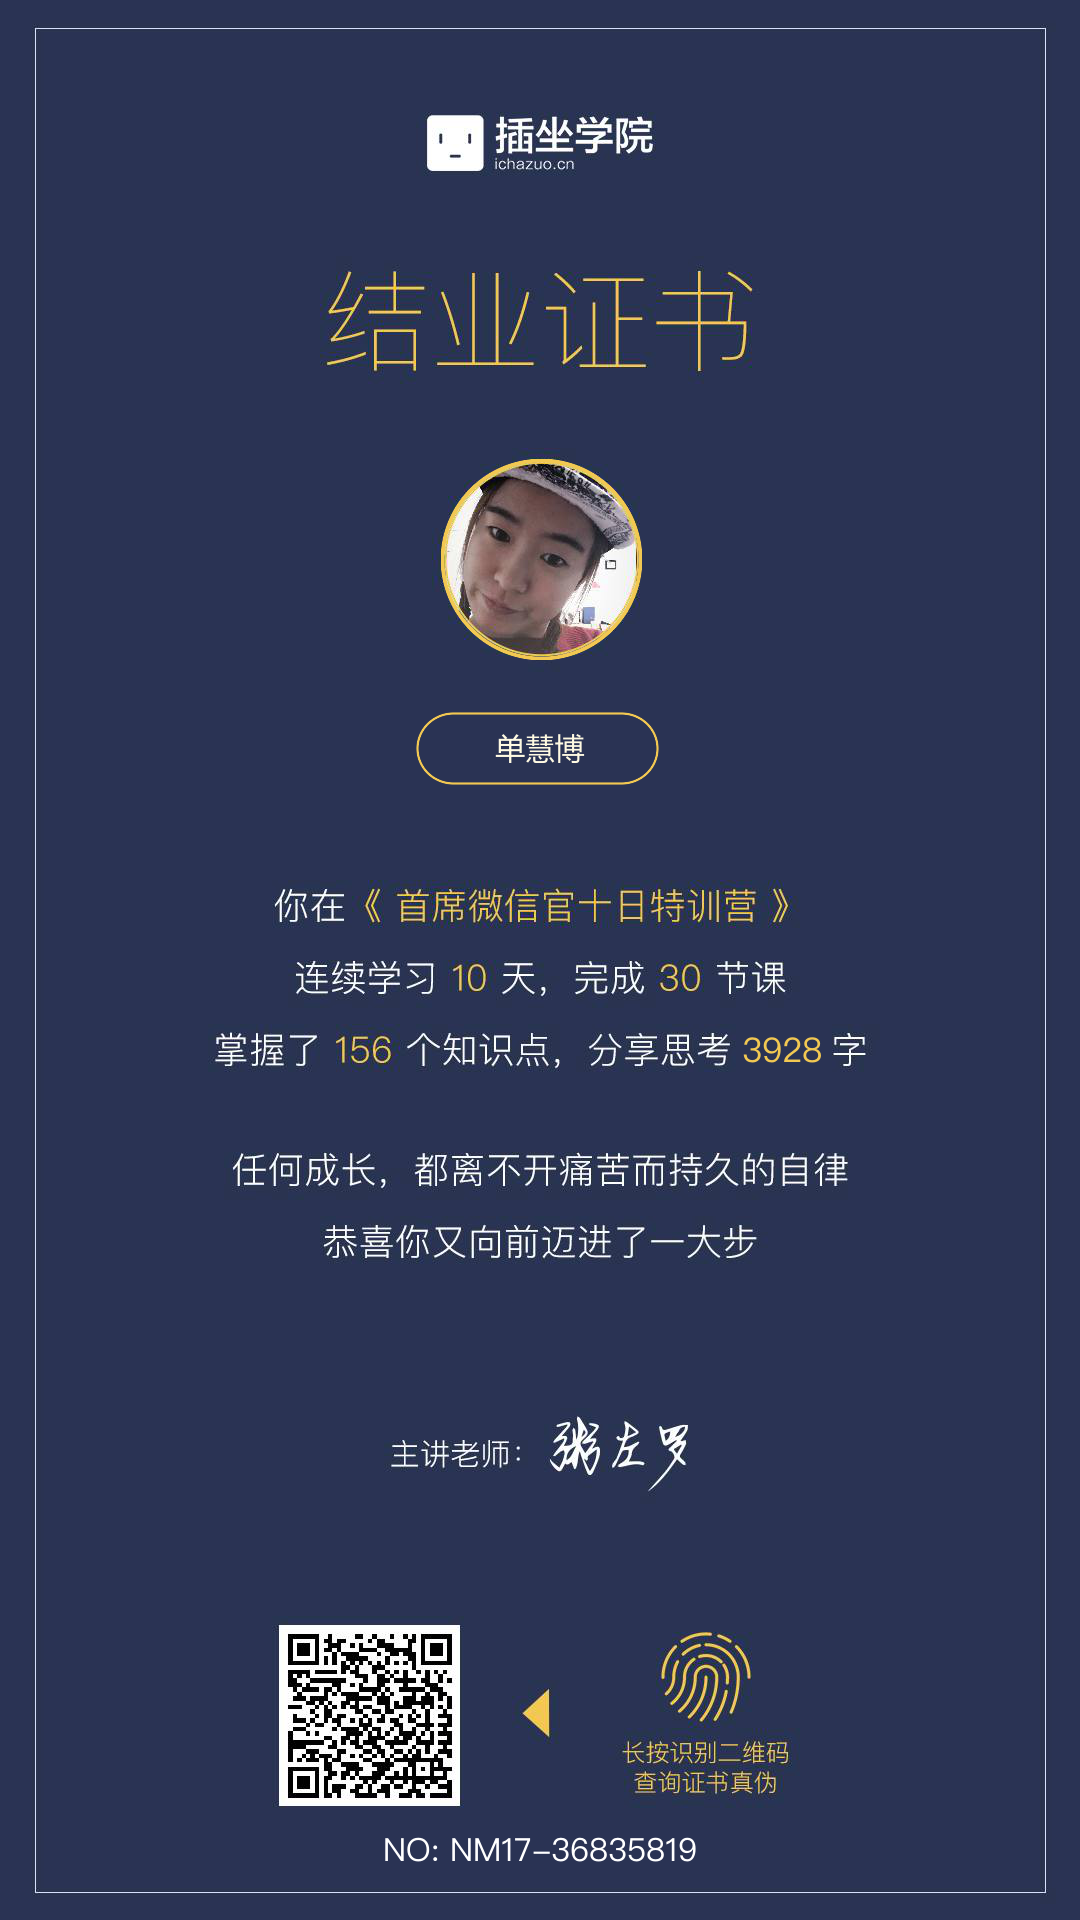 插坐学院
ichazuo.cn
结业证书
单慧博
你在《 首席微信官十日特训营 》
连续学习 10 天，完成 30 节课
掌握了 156 个知识点，分享思考 3928 字
任何成长，都离不开痛苦而持久的自律
恭喜你又向前迈进了一大步
主讲老师：粥左罗
长按识别二维码
查询证书真伪
NO: NM17-36835819